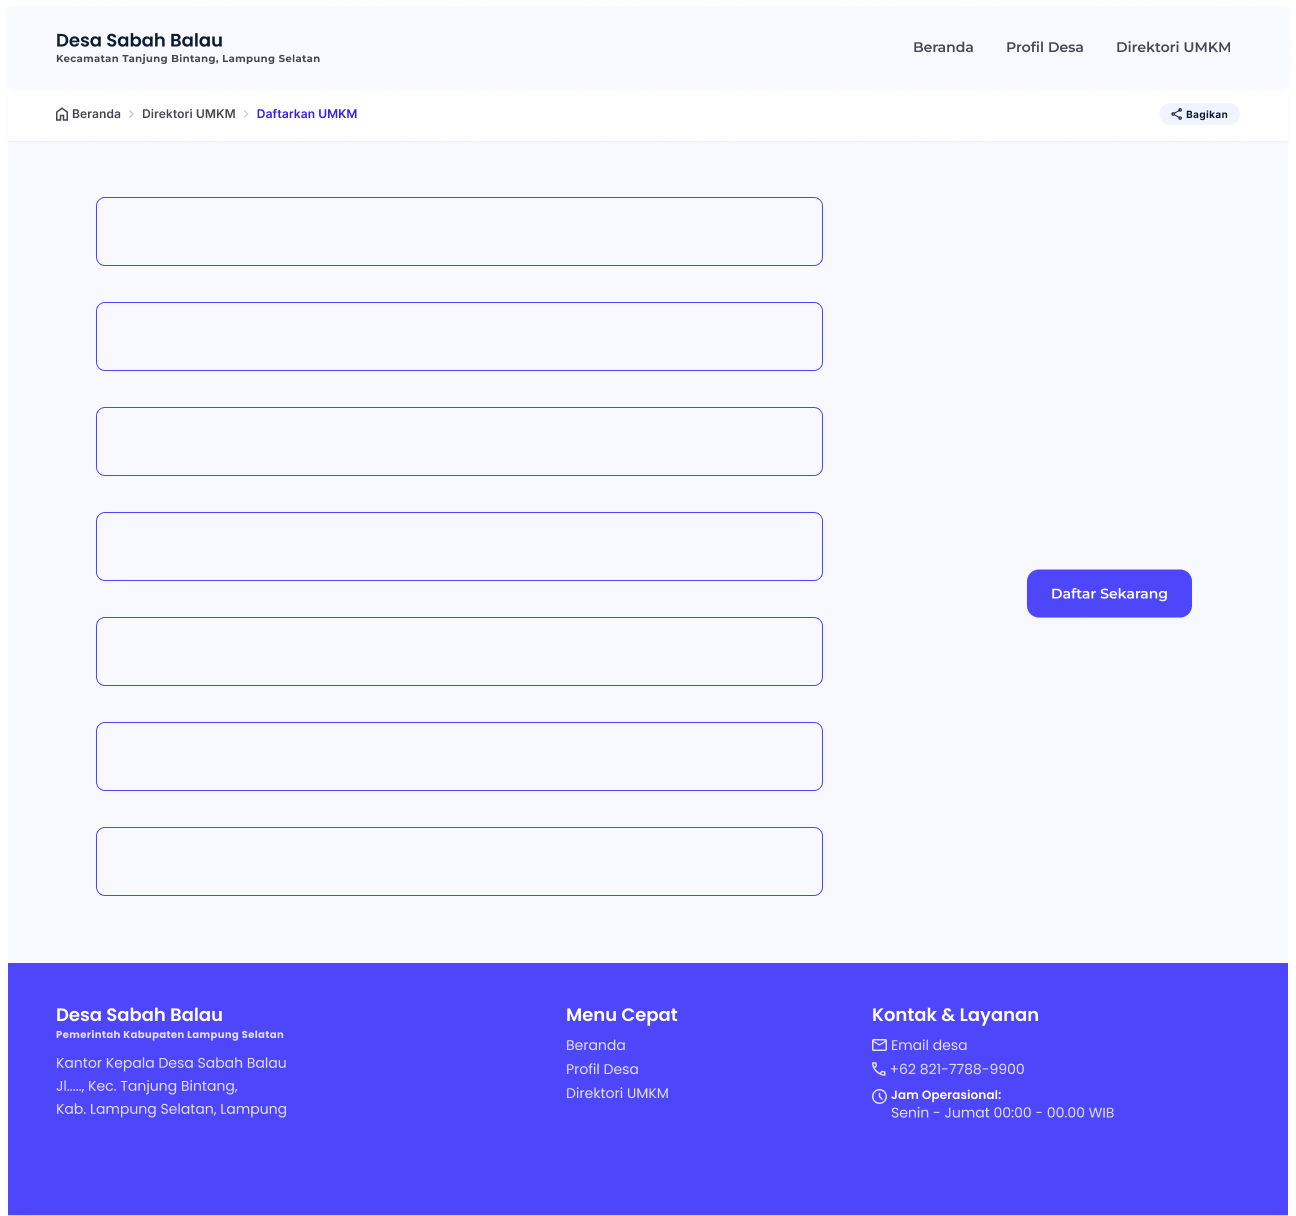 Desa Sabah Balau
Kecamatan Tanjung Bintang, Lampung Selatan
Beranda
Profil Desa
Direktori UMKM
Beranda > Direktori UMKM > Daftarkan UMKM
Bagikan
Daftar Sekarang
Desa Sabah Balau
Pemerintah Kabupaten Lampung Selatan
Kantor Kepala Desa Sabah Balau
Jl....., Kec. Tanjung Bintang,
Kab. Lampung Selatan, Lampung
Menu Cepat
Beranda
Profil Desa
Direktori UMKM
Kontak & Layanan
Email desa
+62 821-7788-9900
Jam Operasional:
Senin - Jumat 00:00 - 00.00 WIB